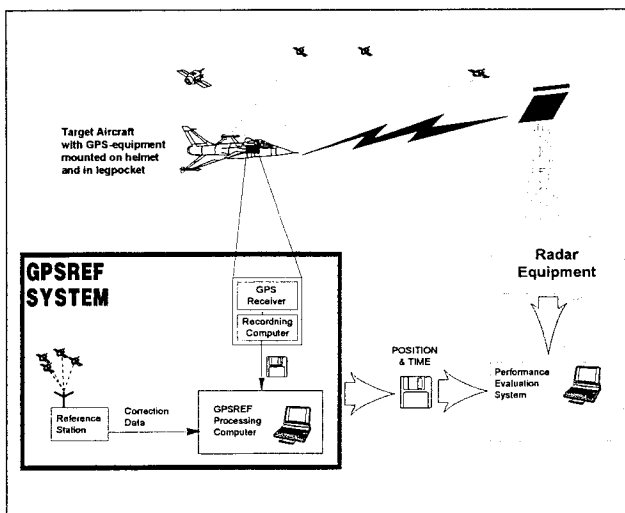 Target Aircraft
with GPS-equipment
mounted on helmet
and in legpocket
Radar
Equipment
GPSREF
SYSTEM
GPS
Receiver
Recordning
Computer
POSITION
& TIME
Performance
Evaluation
System
Reference
Station
Correction
Data
GPSREF
Processing
Computer